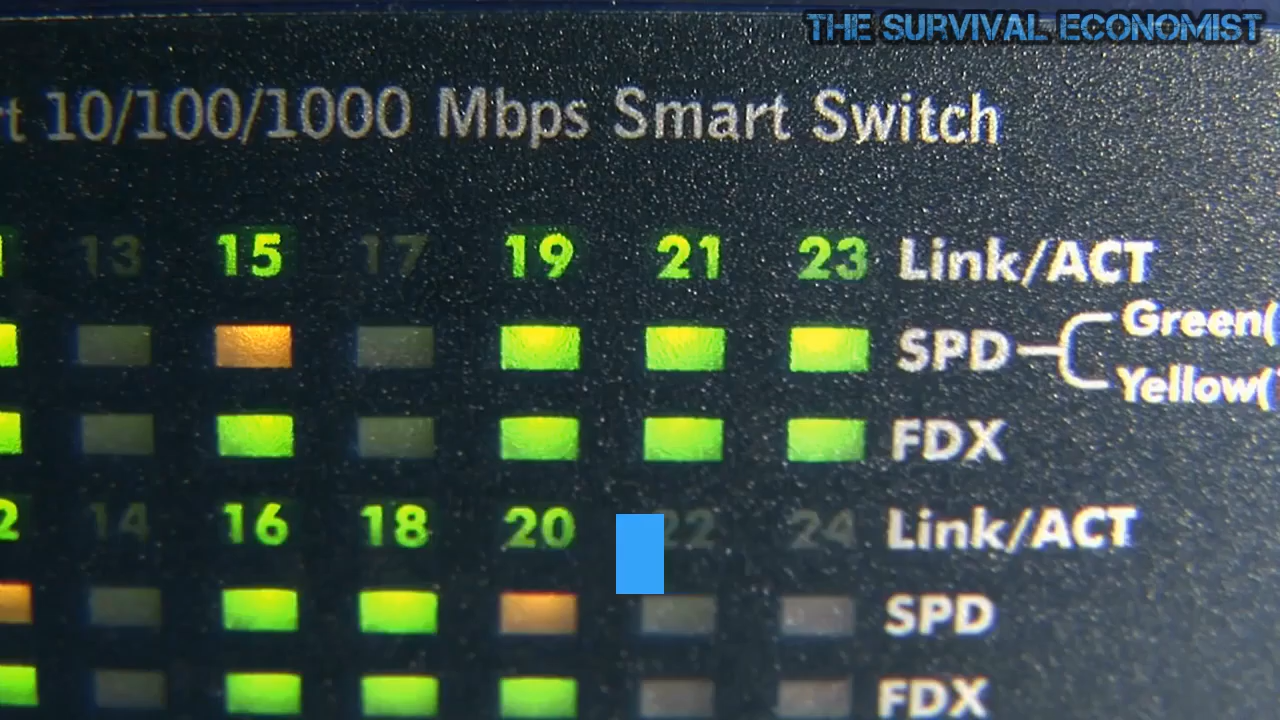 THE SURVIVAL ECONOMIST
10/100/1000 Mbps Smart Switch
13 15 17 19 21 23 Link/ACT
Green(
SPD
Yellow(
FDX
14 16 18 20 22 24 Link/ACT
SPD
FDX